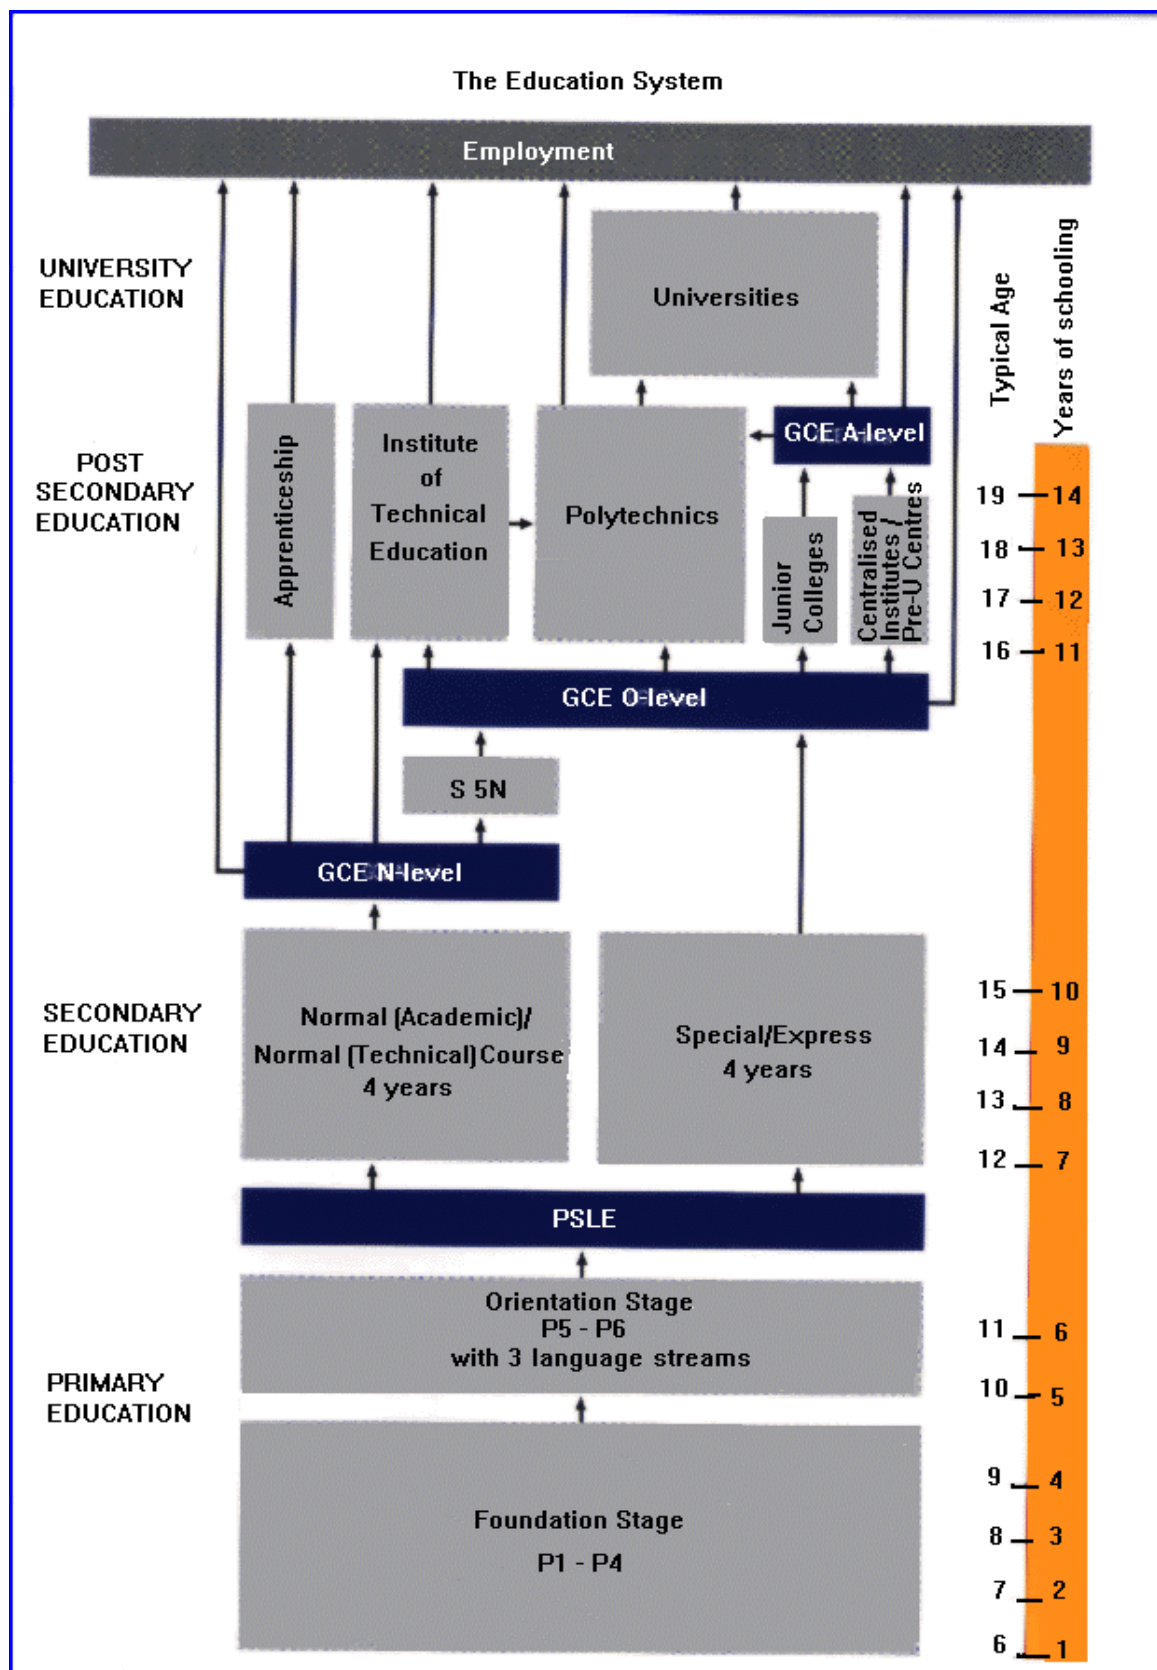 The Education System
Employment
UNIVERSITY
EDUCATION
Universities
Typical Age
Years of schooling
POST
SECONDARY
EDUCATION
Apprenticeship
Institute
of
Technical
Education
Polytechnics
GCE A-level
Junior
Colleges
Centralised
Institutes /
Pre-U Centres
19 14
18 13
17 12
16 11
GCE O-level
S 5N
GCE N-level
SECONDARY
EDUCATION
Normal (Academic)/
Normal (Technical) Course
4 years
Special/Express
4 years
15 10
14 9
13 8
12 7
PSLE
PRIMARY
EDUCATION
Orientation Stage
P5 - P6
with 3 language streams
11 6
10 5
Foundation Stage
P1 - P4
9 4
8 3
7 2
6 1